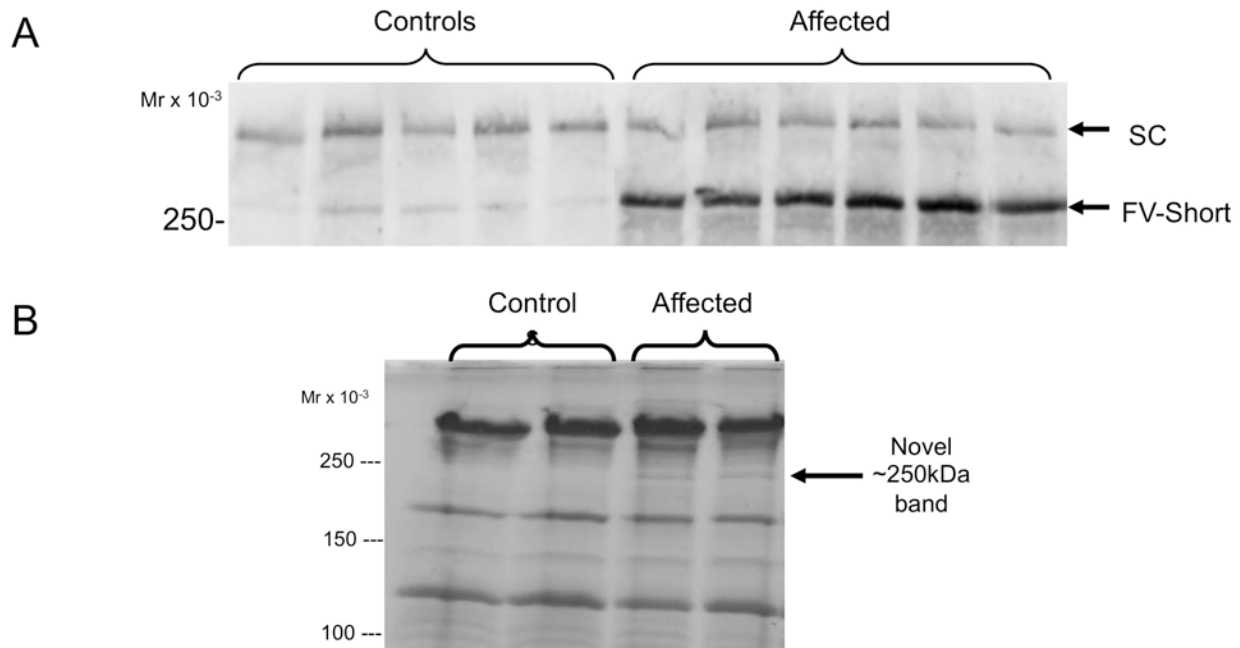 A
Controls
Affected
Mr x 10-3
SC
FV-Short
250-
B
Control
Affected
Mr x 10-3
250 ---
Novel
~250kDa
band
150 ---
100 ---